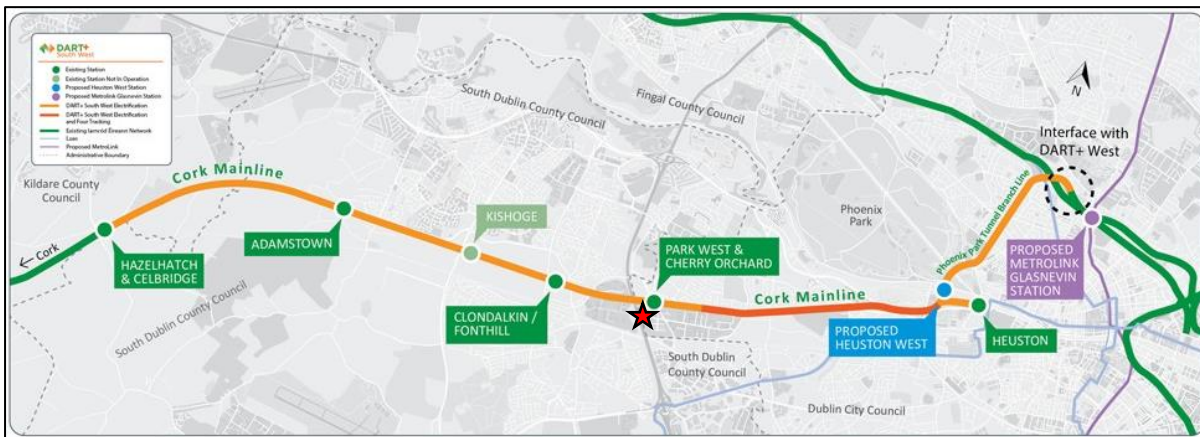 DART+
South West
Existing Station
Existing Station Not In Operation
Proposed Heuston West Station
Proposed Metrolink Glasnevin Station
DART+ South West Electrification
DART+ South West Electrification
and Four Tracking
Existing Iarnród Éireann Network
Luas
Proposed MetroLink
Administrative Boundary
South Dublin County Council
Fingal County Council
N
Interface with
DART+ West
Kildare County
Council
Cork Mainline
← Cork
HAZELHATCH
& CELBRIDGE
ADAMSTOWN
KISHOGE
CLONDALKIN /
FONTHILL
PARK WEST &
CHERRY ORCHARD
Phoenix
Park
Phoenix Park Tunnel Branch Line
Cork Mainline
PROPOSED
HEUSTON WEST
HEUSTON
PROPOSED
METROLINK
GLASNEVIN
STATION
South Dublin County Council
South Dublin
County Council
Dublin City Council